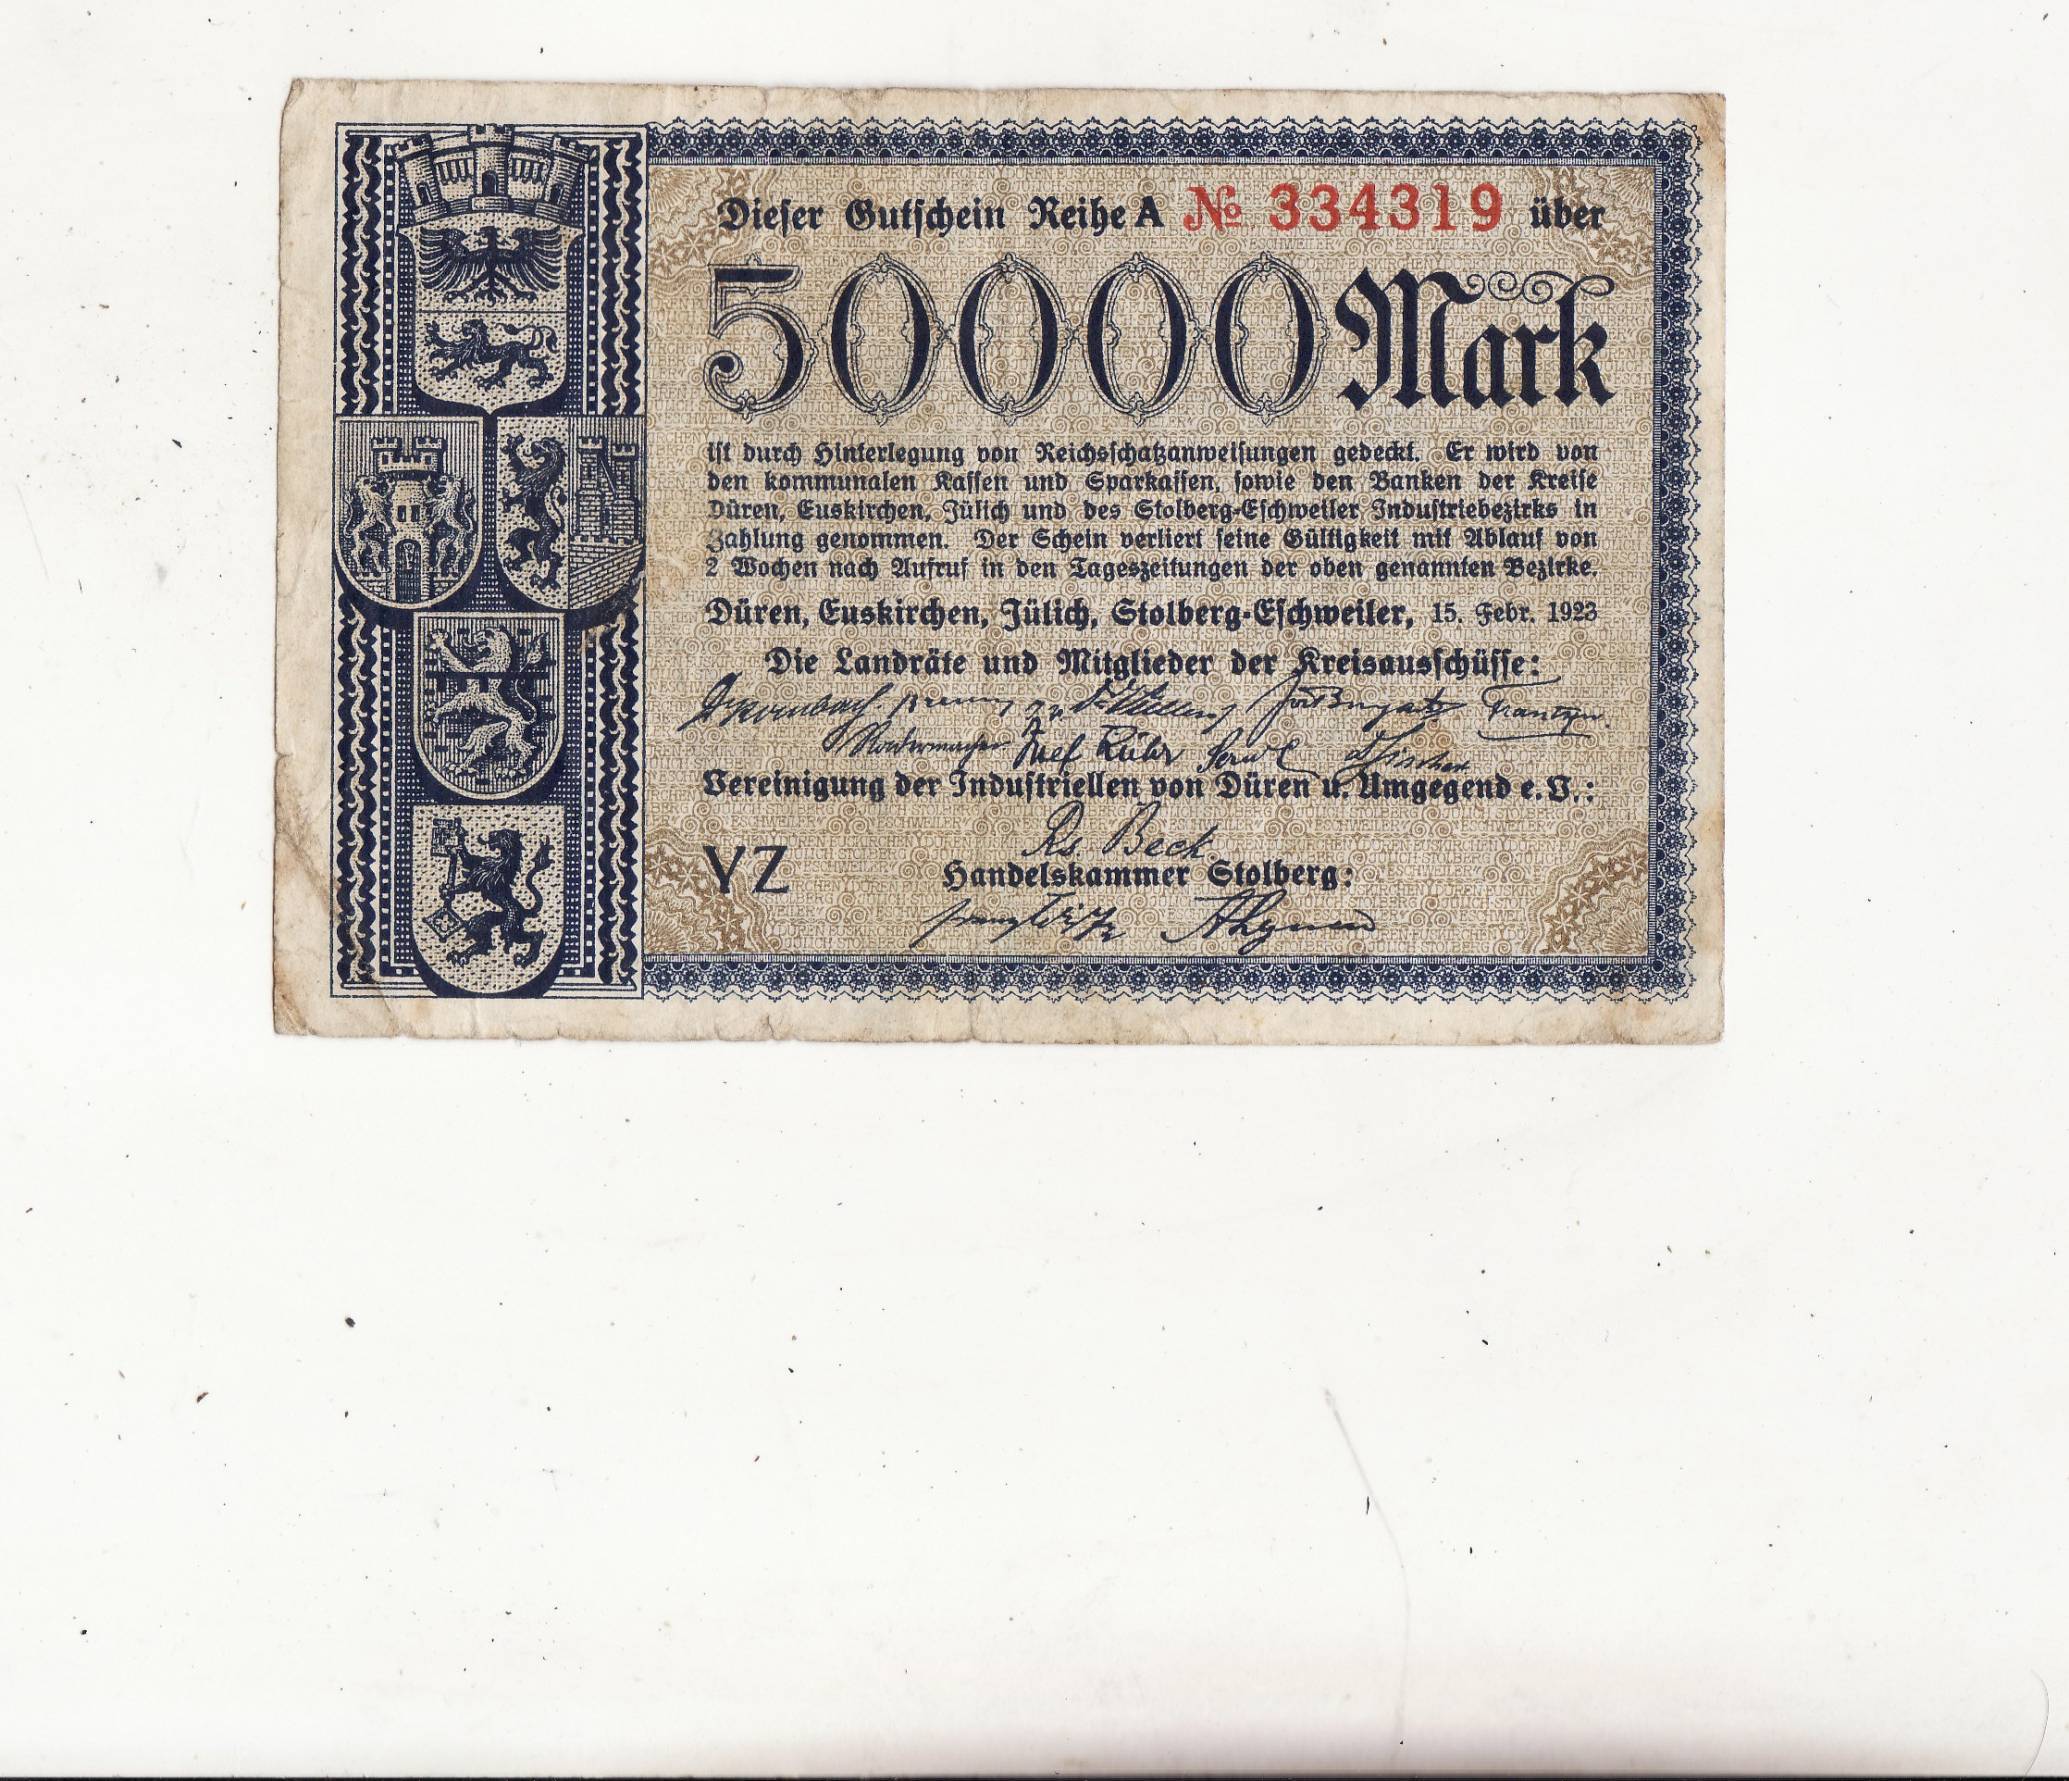 Dieser Gutschein Reihe A № 334319 über
50000 Mark
ist durch Hinterlegung von Reichsschatzanweisungen gedeckt. Er wird von
den kommunalen Kassen und Sparkassen, sowie den Banken der Kreise
Düren, Euskirchen, Jülich und des Stolberg-Eschweiler Industriebezirks in
Zahlung genommen. Der Schein verliert seine Gültigkeit mit Ablauf von
2 Wochen nach Aufruf in den Tageszeitungen der oben genannten Bezirke.
Düren, Euskirchen, Jülich, Stolberg-Eschweiler, 15. Febr. 1923
Die Landräte und Mitglieder der Kreisausschüsse:
Vereinigung der Industriellen von Düren u. Umgegend e. V.:
Beck
YZ
Handelskammer Stolberg: